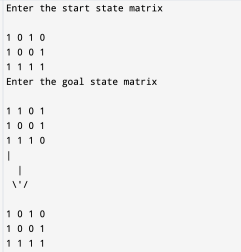 Enter the start state matrix
1 0 1 0
1 0 0 1
1 1 1 1
Enter the goal state matrix
1 1 0 1
1 0 0 1
1 1 1 0
|
|
\'/
1 0 1 0
1 0 0 1
1 1 1 1